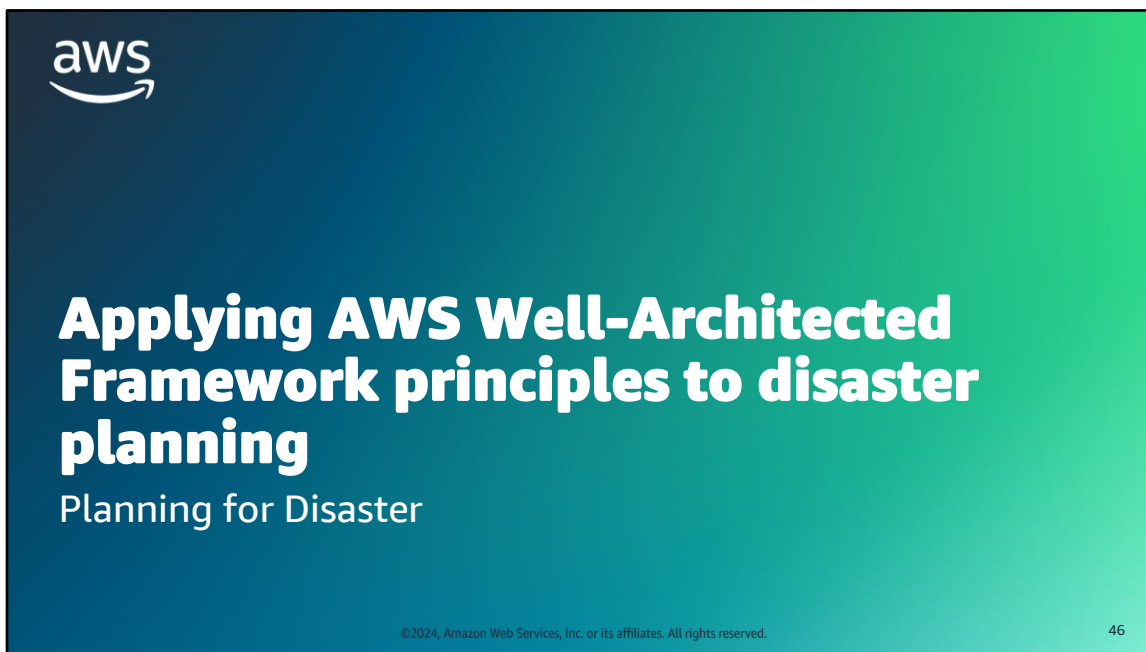 aws
Applying AWS Well-Architected
Framework principles to disaster
planning
Planning for Disaster
©2024, Amazon Web Services, Inc. or its affiliates. All rights reserved.
46